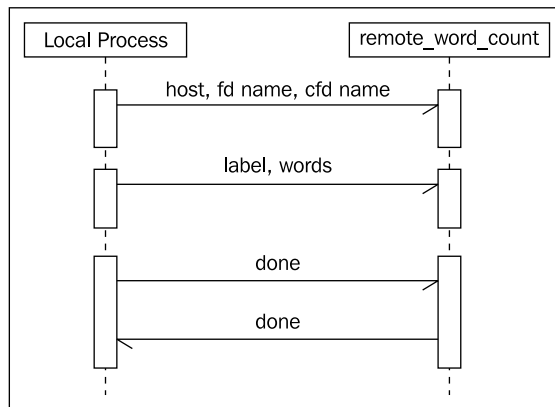 Local Process
remote_word_count
host, fd name, cfd name
label, words
done
done